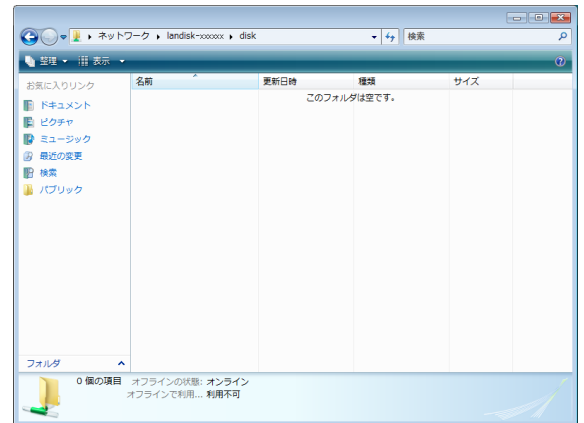 ネットワーク landisk-xxxxx disk
検索
整理 表示
お気に入りリンク
ドキュメント
ピクチャ
ミュージック
最近の変更
検索
パブリック
フォルダ
名前 更新日時 種類 サイズ
このフォルダは空です。
0 個の項目 オフラインの状態: オンライン
オフラインで利用... 利用不可